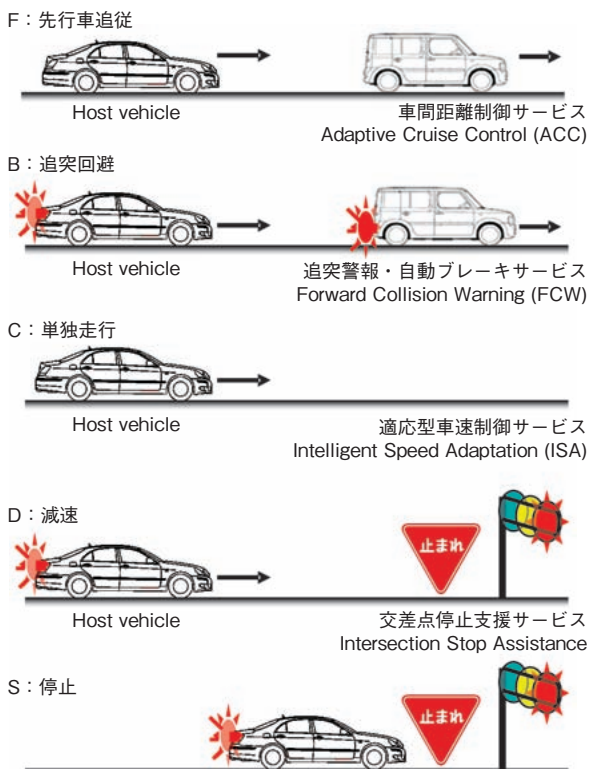 F：先行車追従
Host vehicle
車間距離制御サービス
Adaptive Cruise Control (ACC)
B：追突回避
Host vehicle
追突警報・自動ブレーキサービス
Forward Collision Warning (FCW)
C：単独走行
Host vehicle
適応型車速制御サービス
Intelligent Speed Adaptation (ISA)
D：減速
止まれ
Host vehicle
交差点停止支援サービス
Intersection Stop Assistance
S：停止
止まれ